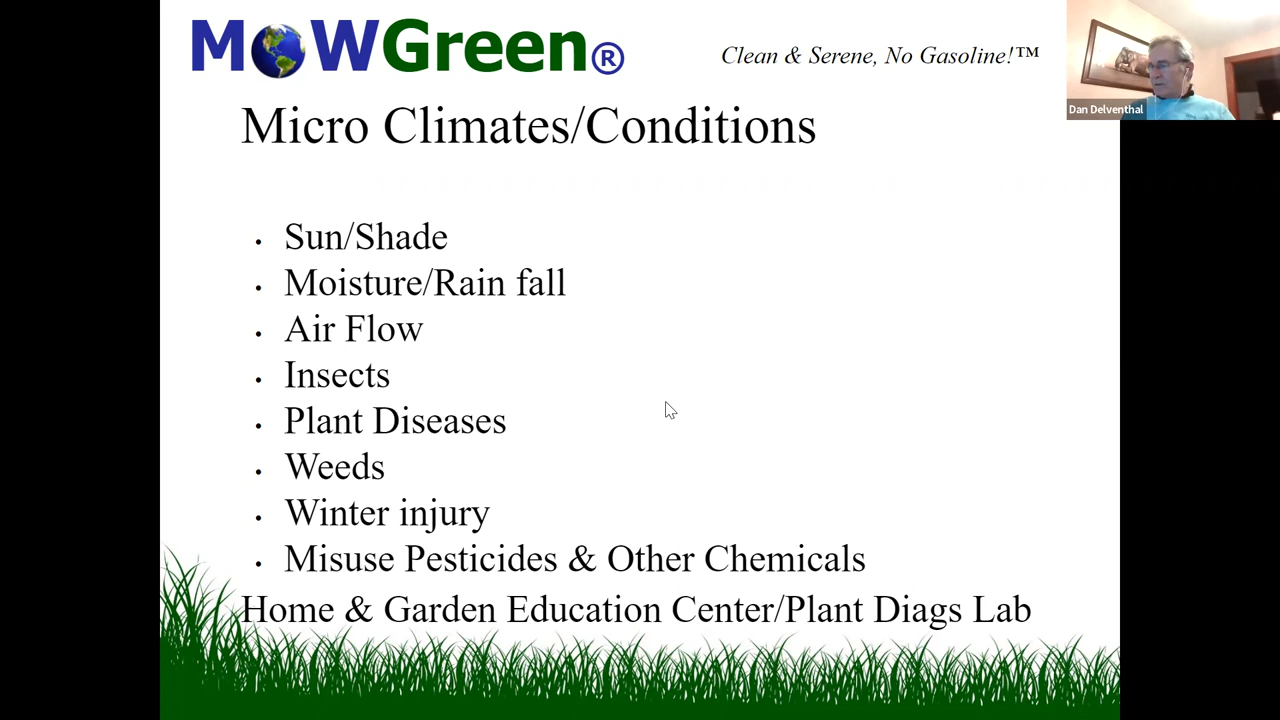 MOWGreen®
Clean & Serene, No Gasoline!™
Dan Delventhal
Micro Climates/Conditions
• Sun/Shade
• Moisture/Rain fall
• Air Flow
• Insects
• Plant Diseases
• Weeds
• Winter injury
• Misuse Pesticides & Other Chemicals
Home & Garden Education Center/Plant Diags Lab